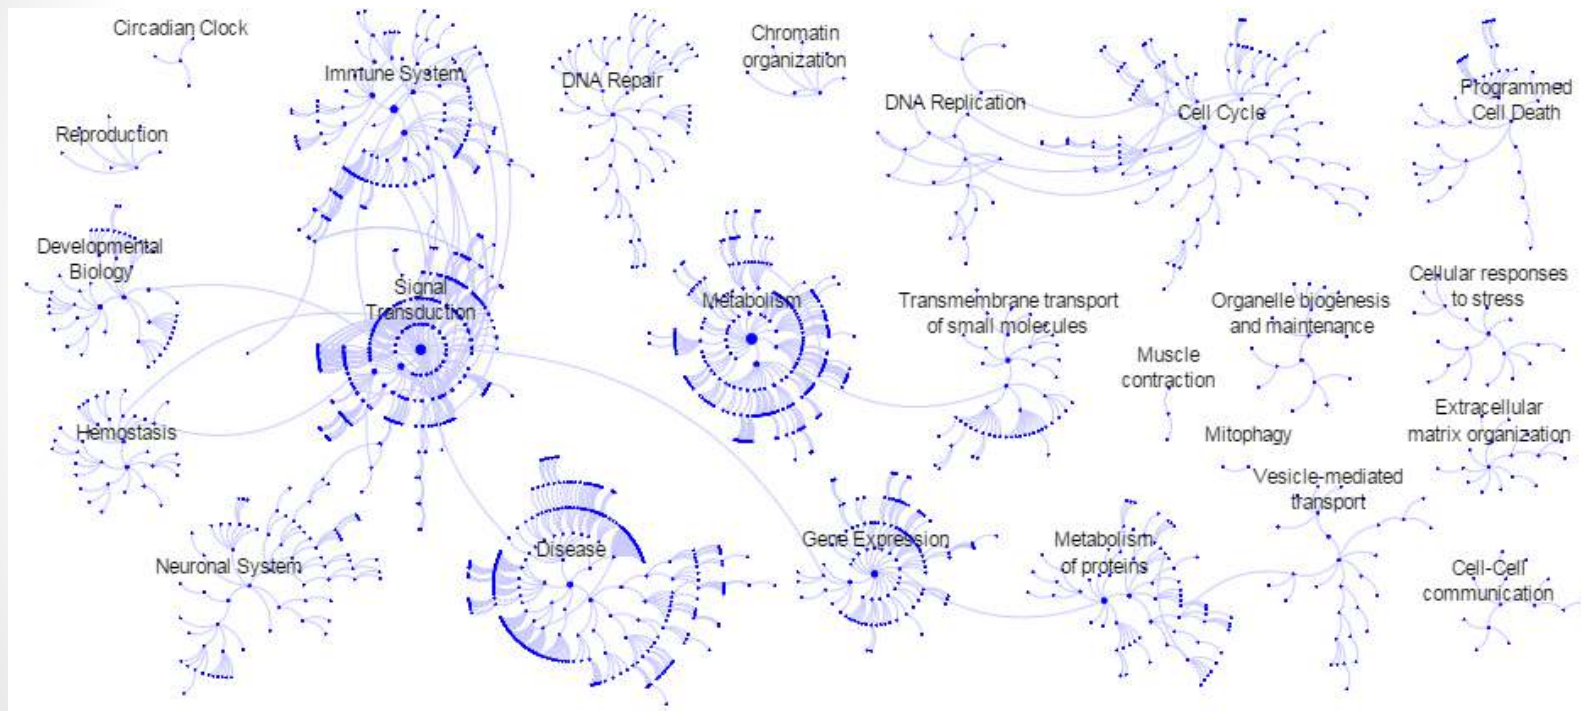 Circadian Clock
Immune System
DNA Repair
Chromatin
organization
DNA Replication
Cell Cycle
Programmed
Cell Death
Reproduction
Developmental
Biology
Signal
Transduction
Metabolism
Transmembrane transport
of small molecules
Organelle biogenesis
and maintenance
Cellular responses
to stress
Muscle
contraction
Hemostasis
Mitophagy
Extracellular
matrix organization
Vesicle-mediated
transport
Neuronal System
Disease
Gene Expression
Metabolism
of proteins
Cell-Cell
communication